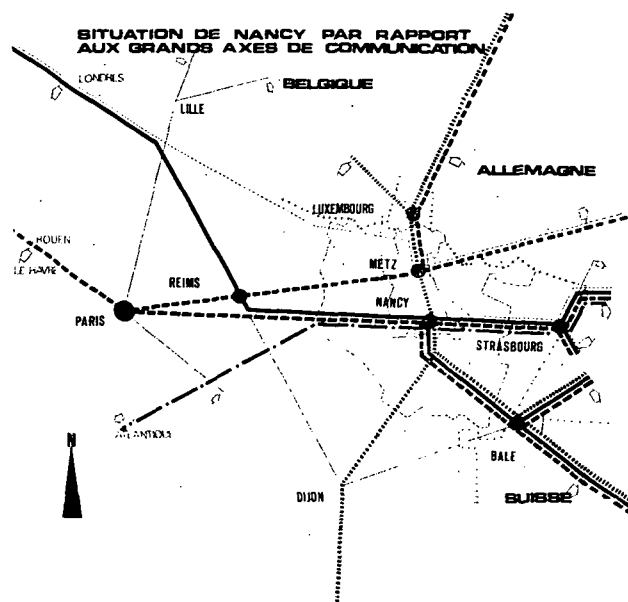 SITUATION DE NANCY PAR RAPPORT
AUX GRANDS AXES DE COMMUNICATION
LONDRES
LILLE
BELGIQUE
ALLEMAGNE
LUXEMBOURG
ROUEN
LE HAVRE
METZ
REIMS
NANCY
PARIS
STRASBOURG
ATLANTIQUE
N
BALE
DIJON
SUISSE